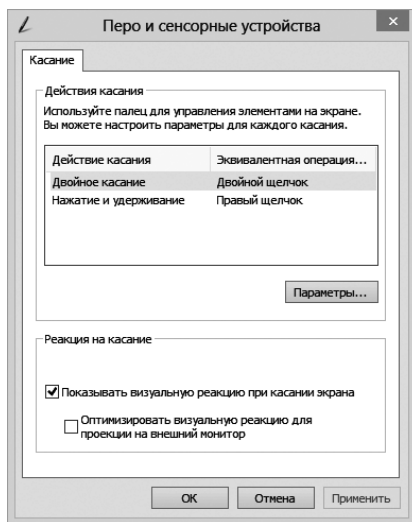 Перо и сенсорные устройства
Касание
Действия касания
Используйте палец для управления элементами на экране.
Вы можете настроить параметры для каждого касания.
Действие касания Эквивалентная операция...
Двойное касание Двойной щелчок
Нажатие и удерживание Правый щелчок
Параметры...
Реакция на касание
Показывать визуальную реакцию при касании экрана
Оптимизировать визуальную реакцию для
проекции на внешний монитор
ОК Отмена Применить